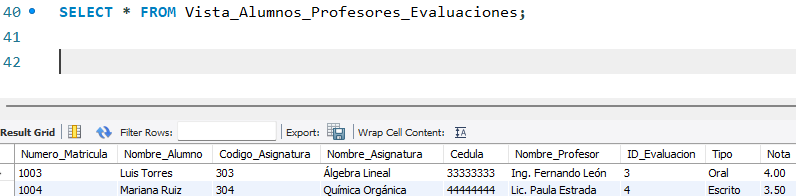 40 SELECT * FROM Vista_Alumnos_Profesores_Evaluaciones;
41
42
Result Grid Filter Rows: Export: Wrap Cell Content:
Numero_Matricula Nombre_Alumno Codigo_Asignatura Nombre_Asignatura Cedula Nombre_Profesor ID_Evaluacion Tipo Nota
1003 Luis Torres 303 Álgebra Lineal 33333333 Ing. Fernando León 3 Oral 4.00
1004 Mariana Ruiz 304 Química Orgánica 44444444 Lic. Paula Estrada 4 Escrito 3.50